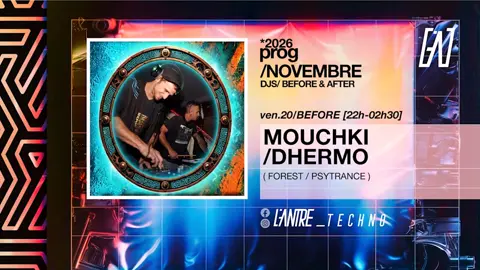 *2026
prog
/NOVEMBRE
DJS/ BEFORE & AFTER
ven.20/BEFORE [22h-02h30]
MOUCHKI
/DHERMO
( FOREST / PSYTRANCE )
L'ANTRE _TECHNO